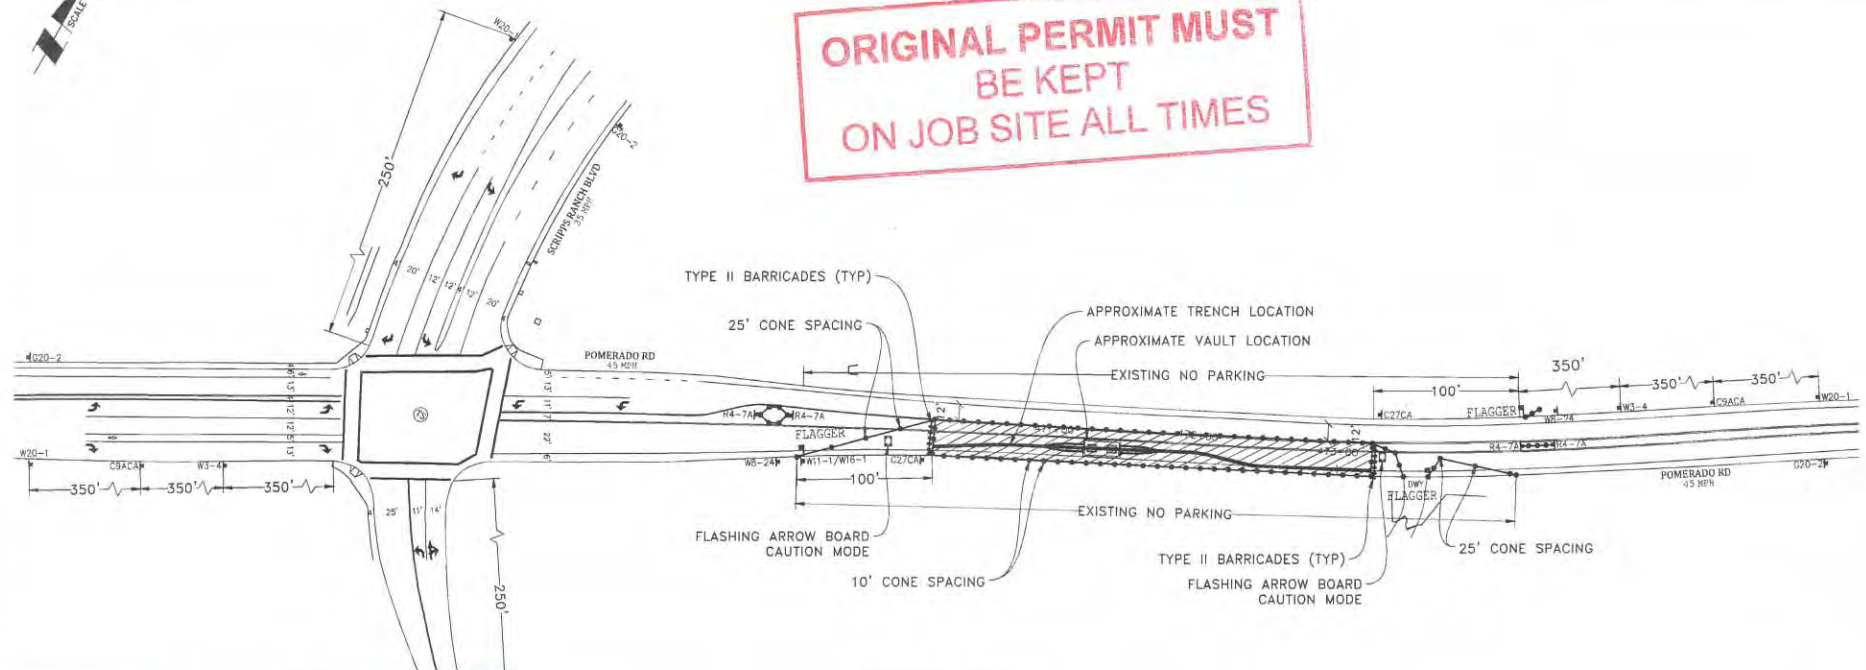 SCALE
W20-1
ORIGINAL PERMIT MUST
BE KEPT
ON JOB SITE ALL TIMES
250'
G20-2
SCRIPPS RANCH BLVD
35 MPH
20' 12' 12' 4' 12' 20'
TYPE II BARRICADES (TYP)
25' CONE SPACING
APPROXIMATE TRENCH LOCATION
APPROXIMATE VAULT LOCATION
POMERADO RD
45 MPH
EXISTING NO PARKING
350'
100'
350'
350'
G20-2
W20-1
C9ACA
W3-4
R4-7A
R4-7A
FLAGGER
12'
12'
C27CA
FLAGGER
W8-24
W3-4
C9ACA
W20-1
R4-7A
R4-7A
W8-24
W11-1/W16-1
C27CA
350'
350'
350'
100'
DWY
FLAGGER
POMERADO RD
45 MPH
G20-2
25' 11' 14'
EXISTING NO PARKING
FLASHING ARROW BOARD
CAUTION MODE
10' CONE SPACING
TYPE II BARRICADES (TYP)
25' CONE SPACING
FLASHING ARROW BOARD
CAUTION MODE
250'